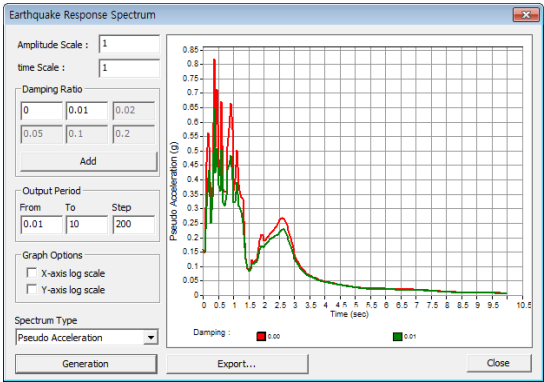 Earthquake Response Spectrum
Amplitude Scale : 1
time Scale : 1
Damping Ratio
0 0.01 0.02
0.05 0.1 0.2
Add
Output Period
From To Step
0.01 10 200
Graph Options
X-axis log scale
Y-axis log scale
Spectrum Type
Pseudo Acceleration
Generation
Pseudo Acceleration (g)
0.85
0.8
0.75
0.7
0.65
0.6
0.55
0.5
0.45
0.4
0.35
0.3
0.25
0.2
0.15
0.1
0.05
0
0 0.5 1 1.5 2 2.5 3 3.5 4 4.5 5 5.5 6 6.5 7 7.5 8 8.5 9 9.5 10 10.5
Time (sec)
Damping : 0.00 0.01
Export...
Close